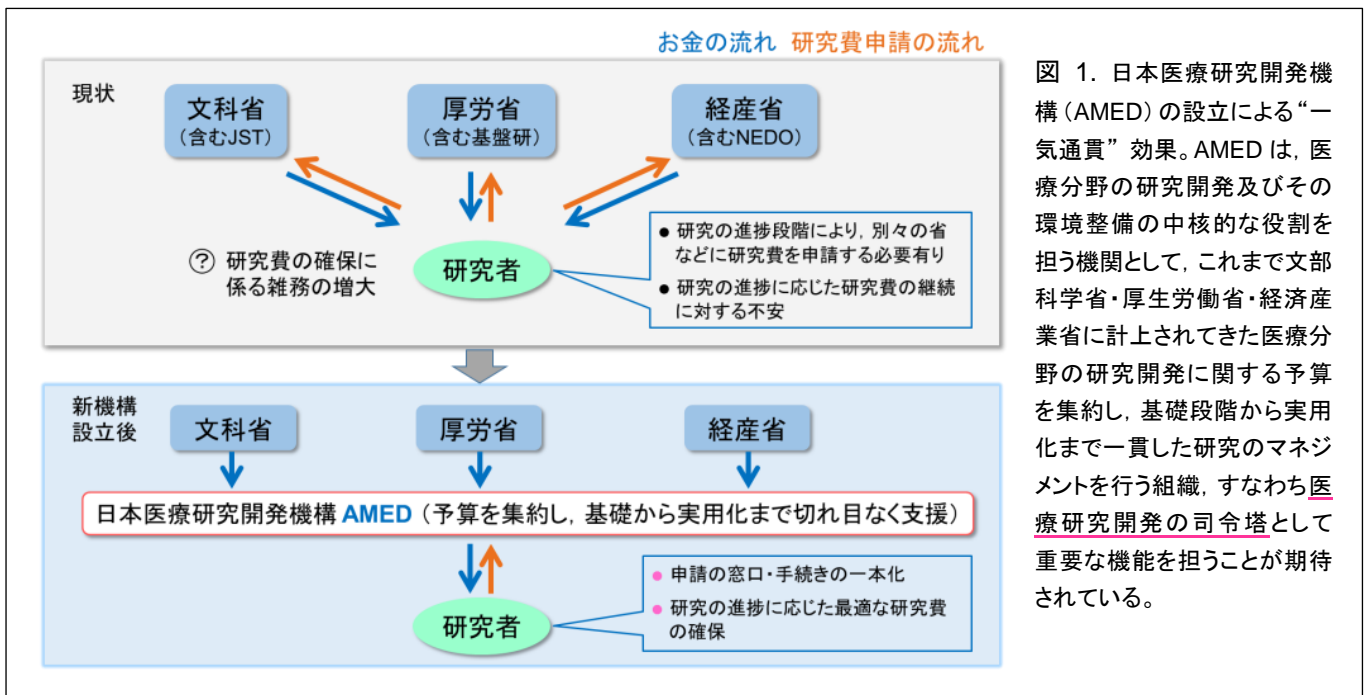 お金の流れ 研究費申請の流れ
現状
文科省
(含むJST)
厚労省
(含む基盤研)
経産省
(含むNEDO)
? 研究費の確保に
係る雑務の増大
研究者
● 研究の進捗段階により,別々の省
などに研究費を申請する必要有り
● 研究の進捗に応じた研究費の継続
に対する不安
新機構
設立後
文科省
厚労省
経産省
日本医療研究開発機構 AMED (予算を集約し,基礎から実用化まで切れ目なく支援)
研究者
● 申請の窓口・手続きの一本化
● 研究の進捗に応じた最適な研究費
の確保
図 1. 日本医療研究開発機
構(AMED)の設立による“一
気通貫” 効果。AMED は,医
療分野の研究開発及びその
環境整備の中核的な役割を
担う機関として,これまで文部
科学省・厚生労働省・経済産
業省に計上されてきた医療分
野の研究開発に関する予算
を集約し,基礎段階から実用
化まで一貫した研究のマネジ
メントを行う組織,すなわち医
療研究開発の司令塔として
重要な機能を担うことが期待
されている。